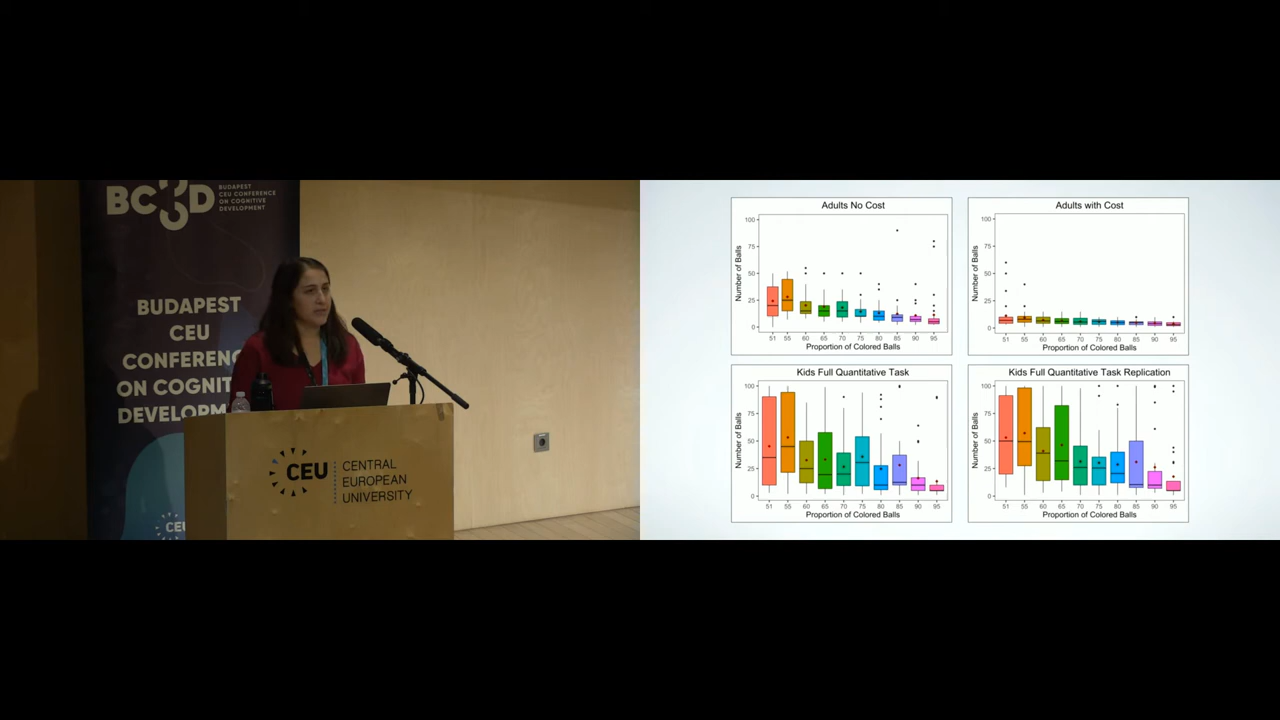 BC D
BUDAPEST
CEU CONFERENCE
ON COGNITIVE
DEVELOPMENT
BUDAPEST
CEU
CONFERENC
ON COGNIT
DEVELOPM
CEU
CEU
CENTRAL
EUROPEAN
UNIVERSITY
Adults No Cost
Number of Balls
100
75
50
25
0
51 55 60 65 70 75 80 85 90 95
Proportion of Colored Balls
Adults with Cost
Number of Balls
100
75
50
25
0
51 55 60 65 70 75 80 85 90 95
Proportion of Colored Balls
Kids Full Quantitative Task
Number of Balls
100
75
50
25
0
51 55 60 65 70 75 80 85 90 95
Proportion of Colored Balls
Kids Full Quantitative Task Replication
Number of Balls
100
75
50
25
0
51 55 60 65 70 75 80 85 90 95
Proportion of Colored Balls